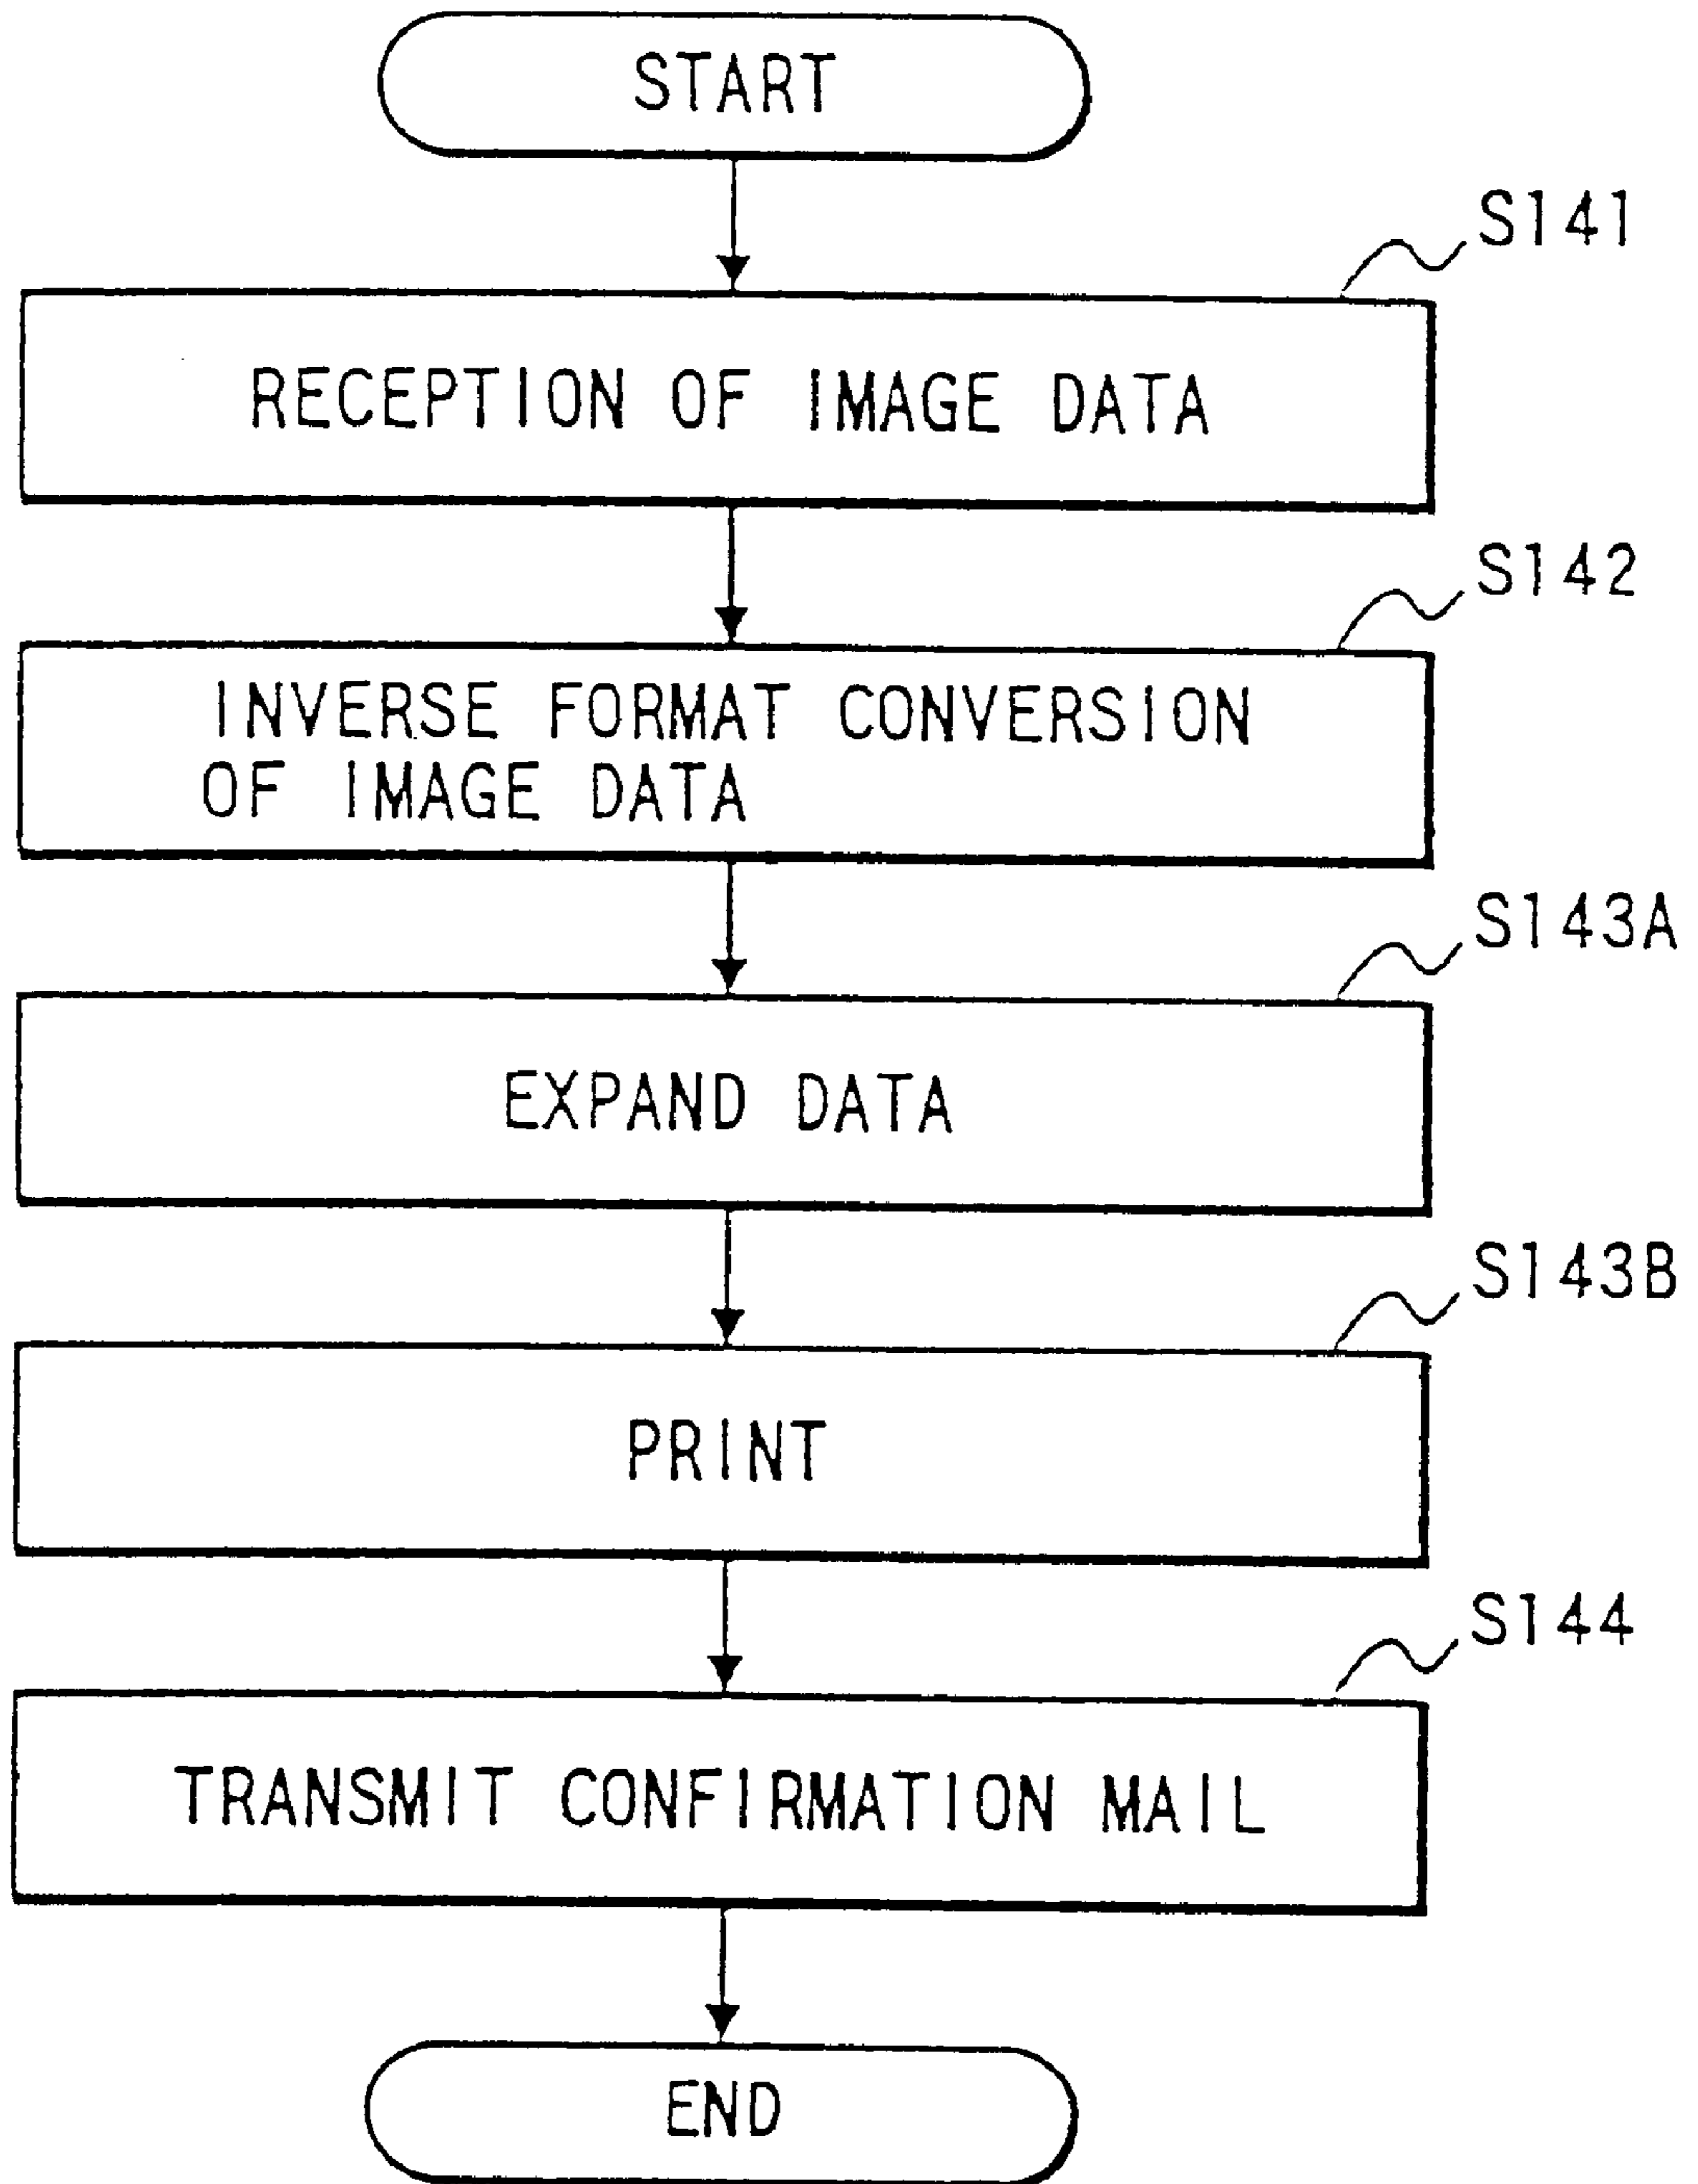 START
S141
RECEPTION OF IMAGE DATA
S142
INVERSE FORMAT CONVERSION
OF IMAGE DATA
S143A
EXPAND DATA
S143B
PRINT
S144
TRANSMIT CONFIRMATION MAIL
END